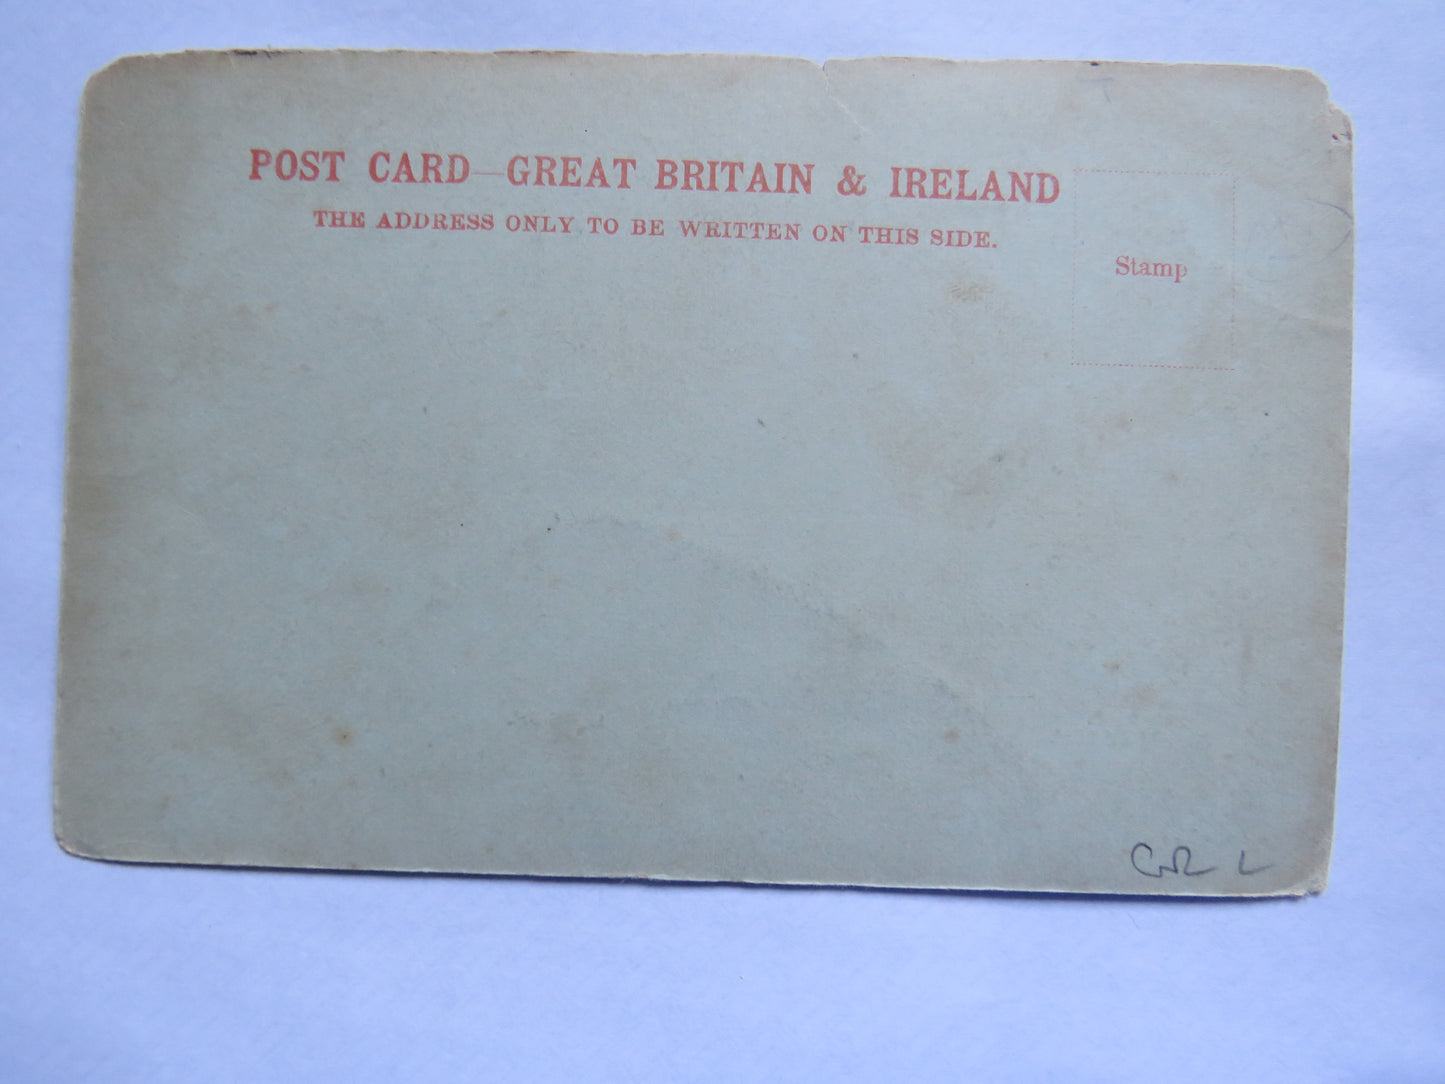 POST CARD—GREAT BRITAIN & IRELAND
THE ADDRESS ONLY TO BE WRITTEN ON THIS SIDE.
Stamp